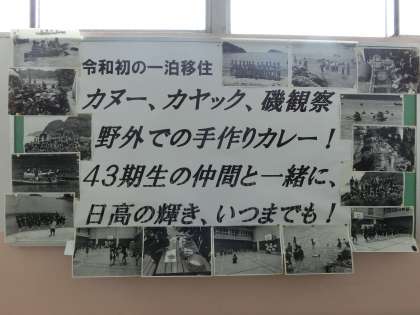 令和初の一泊移住
カヌー、カヤック、磯観察
野外での手作りカレー！
43期生の仲間と一緒に、
日高の輝き、いつまでも！